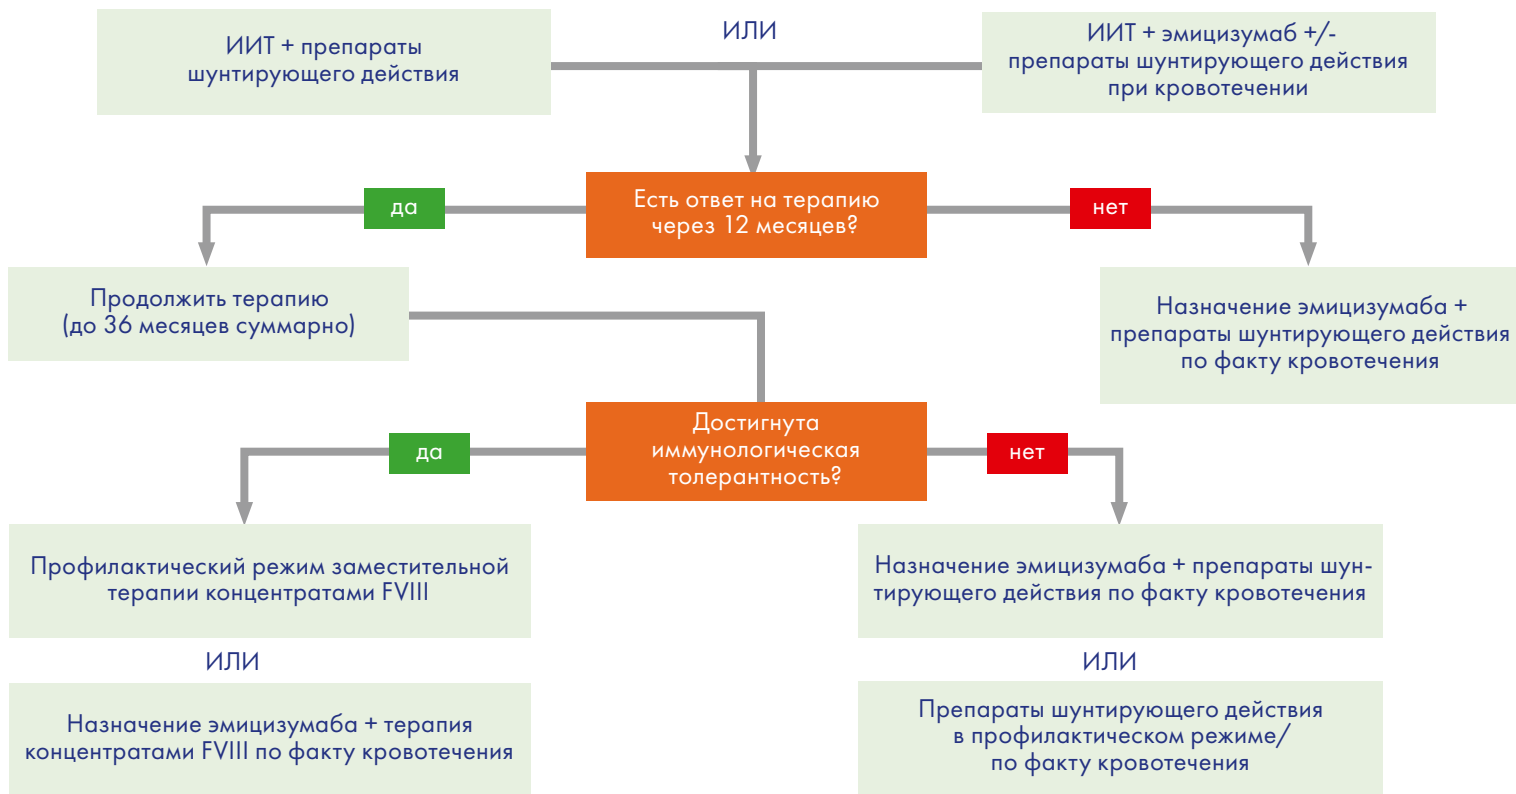 ИИТ + препараты
шунтирующего действия
ИЛИ
ИИТ + эмицизумаб +/-
препараты шунтирующего действия
при кровотечении
да
Есть ответ на терапию
через 12 месяцев?
нет
Продолжить терапию
(до 36 месяцев суммарно)
Назначение эмицизумаба +
препараты шунтирующего действия
по факту кровотечения
да
Достигнута
иммунологическая
толерантность?
нет
Профилактический режим заместительной
терапии концентратами FVIII
ИЛИ
Назначение эмицизумаба + терапия
концентратами FVIII по факту кровотечения
Назначение эмицизумаба + препараты шун-
тирующего действия по факту кровотечения
ИЛИ
Препараты шунтирующего действия
в профилактическом режиме/
по факту кровотечения